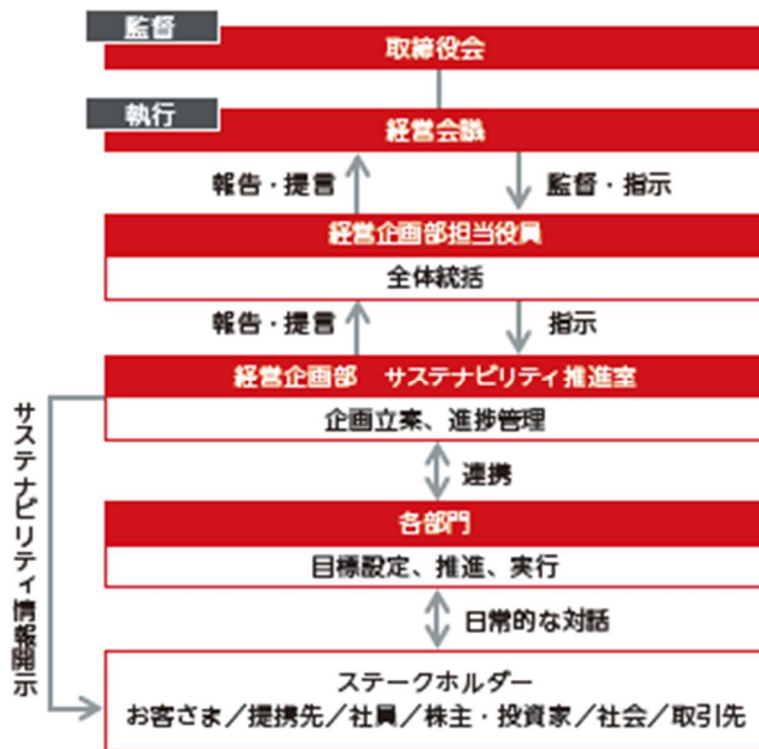 監督
取締役会
執行
経営会議
報告・提言
監督・指示
経営企画部担当役員
全体統括
報告・提言
指示
経営企画部　サステナビリティ推進室
企画立案、進捗管理
連携
各部門
目標設定、推進、実行
日常的な対話
サステナビリティ情報開示
ステークホルダー
お客さま／提携先／社員／株主・投資家／社会／取引先